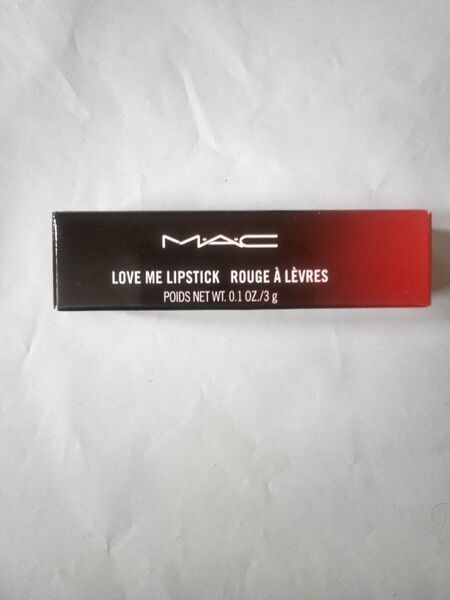 M·A·C
LOVE ME LIPSTICK ROUGE À LÈVRES
POIDS NET WT. 0.1 OZ./3 g